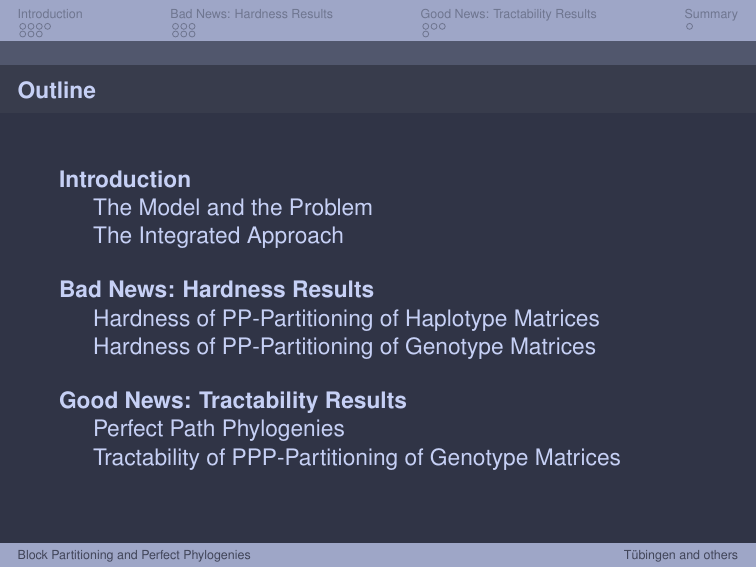 Introduction
Bad News: Hardness Results
Good News: Tractability Results
Summary
Outline
Introduction
The Model and the Problem
The Integrated Approach
Bad News: Hardness Results
Hardness of PP-Partitioning of Haplotype Matrices
Hardness of PP-Partitioning of Genotype Matrices
Good News: Tractability Results
Perfect Path Phylogenies
Tractability of PPP-Partitioning of Genotype Matrices
Block Partitioning and Perfect Phylogenies
Tübingen and others